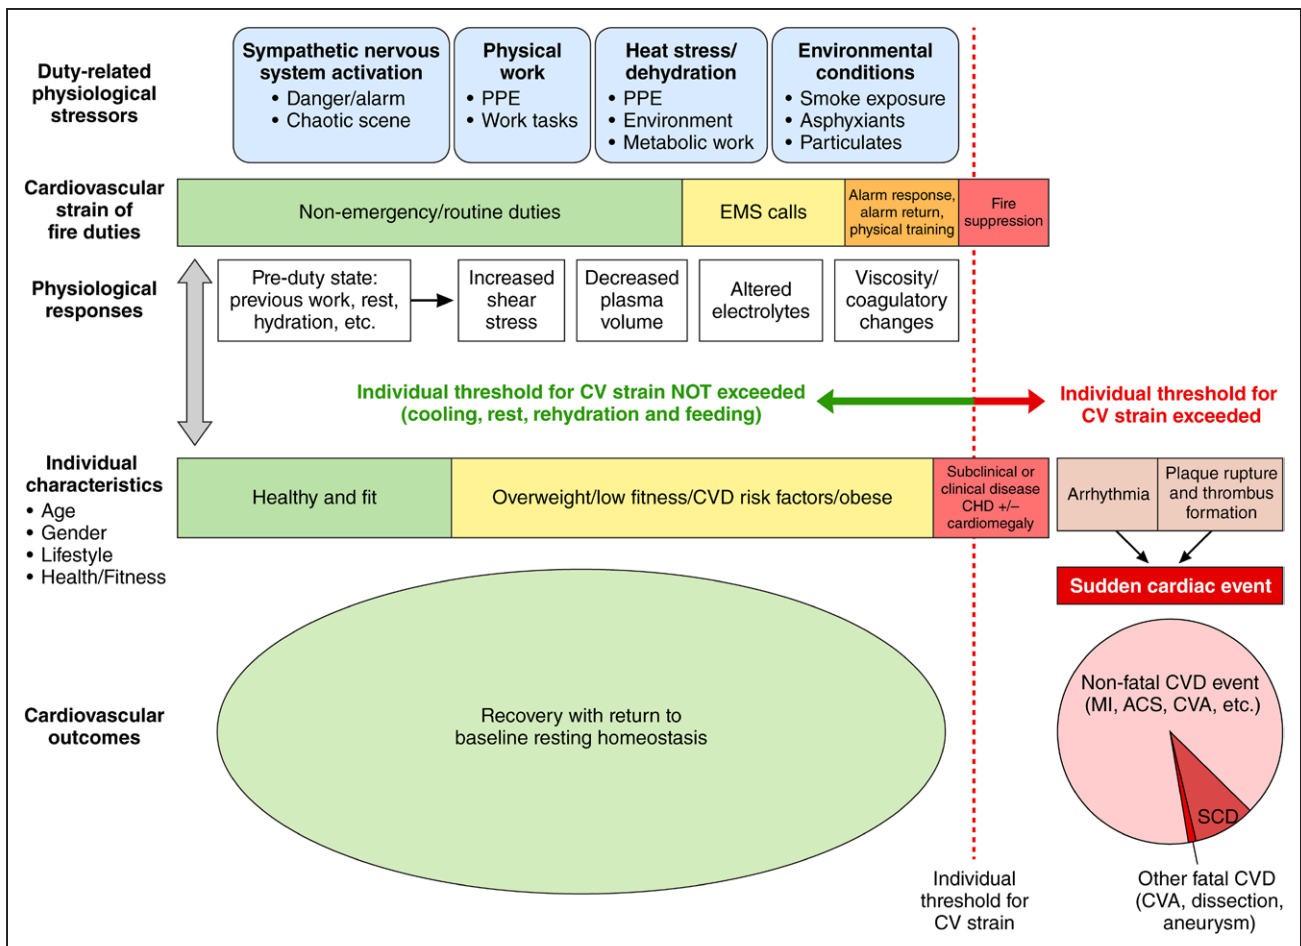 Duty-related
physiological
stressors
Sympathetic nervous
system activation
• Danger/alarm
• Chaotic scene
Physical
work
• PPE
• Work tasks
Heat stress/
dehydration
• PPE
• Environment
• Metabolic work
Environmental
conditions
• Smoke exposure
• Asphyxiants
• Particulates
Cardiovascular
strain of
fire duties
Non-emergency/routine duties
EMS calls
Alarm response,
alarm return,
physical training
Fire
suppression
Physiological
responses
Pre-duty state:
previous work, rest,
hydration, etc.
Increased
shear
stress
Decreased
plasma
volume
Altered
electrolytes
Viscosity/
coagulatory
changes
Individual threshold for CV strain NOT exceeded
(cooling, rest, rehydration and feeding)
Individual threshold for
CV strain exceeded
Individual
characteristics
• Age
• Gender
• Lifestyle
• Health/Fitness
Healthy and fit
Overweight/low fitness/CVD risk factors/obese
Subclinical or
clinical disease
CHD +/–
cardiomegaly
Arrhythmia
Plaque rupture
and thrombus
formation
Sudden cardiac event
Cardiovascular
outcomes
Recovery with return to
baseline resting homeostasis
Non-fatal CVD event
(MI, ACS, CVA, etc.)
SCD
Individual
threshold for
CV strain
Other fatal CVD
(CVA, dissection,
aneurysm)